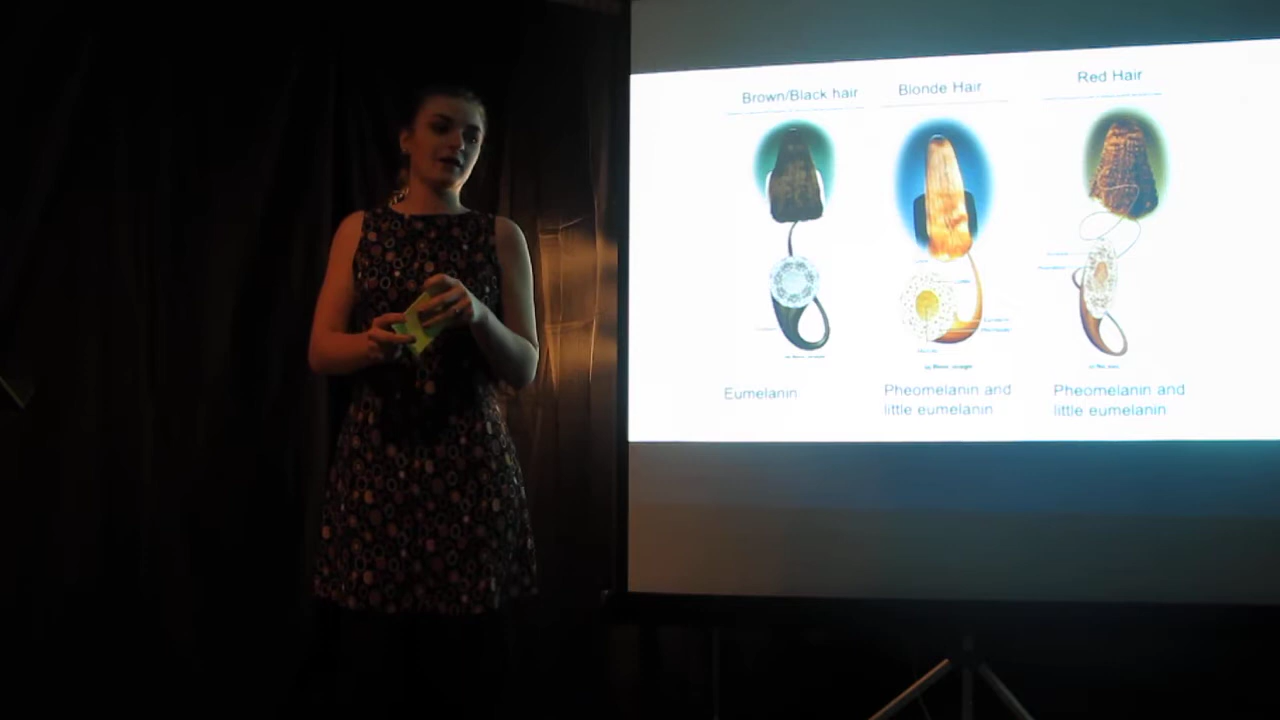 Brown/Black hair
Blonde Hair
Red Hair
Eumelanin
Pheomelanin and
little eumelanin
Pheomelanin and
little eumelanin